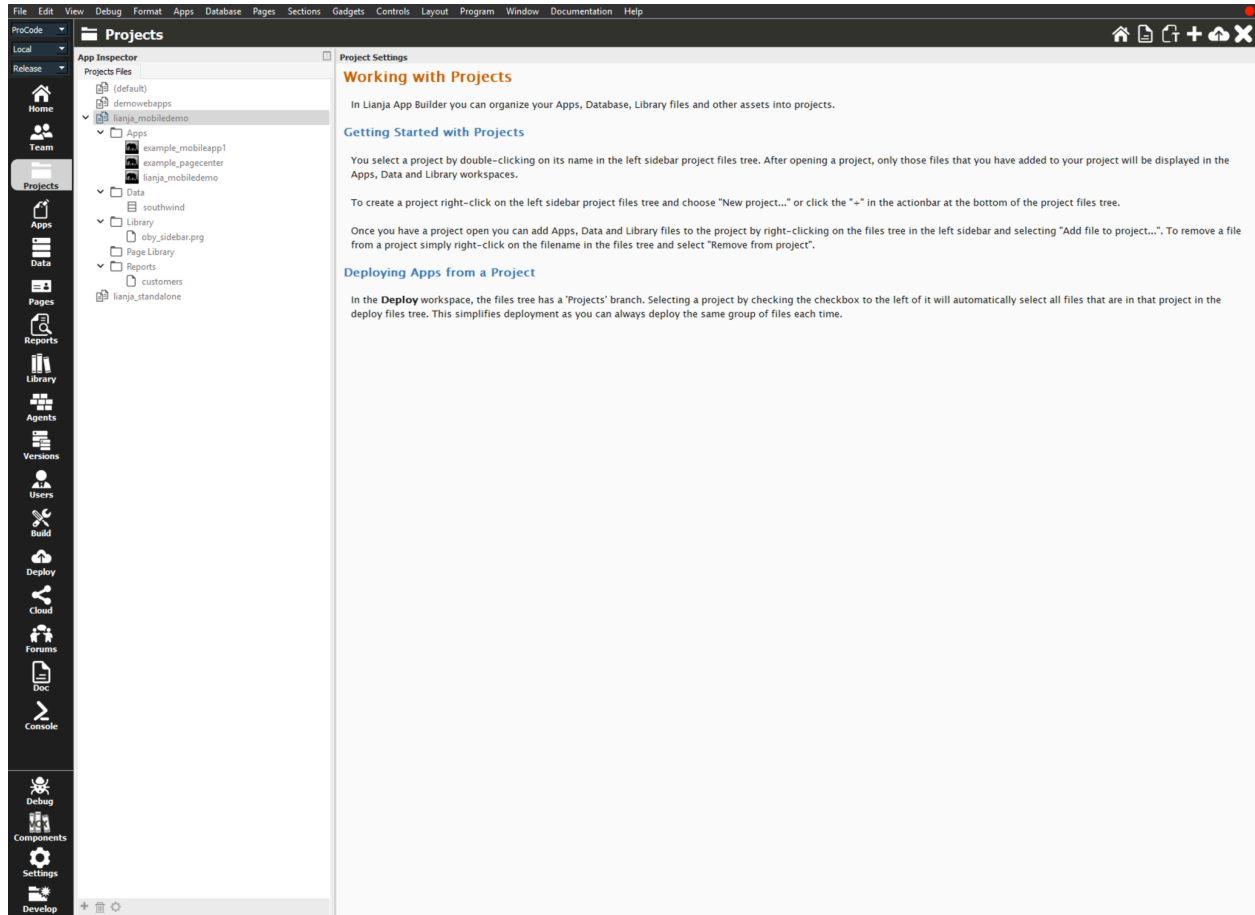 File Edit View Debug Format Apps Database Pages Sections Gadgets Controls Layout Program Window Documentation Help
ProCode
Local
Release
Projects
Home
Team
Projects
Apps
Data
Pages
Reports
Library
Agents
Versions
Users
Build
Deploy
Cloud
Forums
Doc
Console
Debug
Components
Settings
Develop
App Inspector
Projects Files
(default)
demowebapps
lianja_mobiledemo
Apps
example_mobileapp1
example_pagecenter
lianja_mobiledemo
Data
southwind
Library
oby_sidebar.prg
Page Library
Reports
customers
lianja_standalone
Project Settings
Working with Projects
In Lianja App Builder you can organize your Apps, Database, Library files and other assets into projects.
Getting Started with Projects
You select a project by double-clicking on its name in the left sidebar project files tree. After opening a project, only those files that you have added to your project will be displayed in the
Apps, Data and Library workspaces.
To create a project right-click on the left sidebar project files tree and choose "New project..." or click the "+" in the actionbar at the bottom of the project files tree.
Once you have a project open you can add Apps, Data and Library files to the project by right-clicking on the files tree in the left sidebar and selecting "Add file to project...". To remove a file
from a project simply right-click on the filename in the files tree and select "Remove from project".
Deploying Apps from a Project
In the Deploy workspace, the files tree has a 'Projects' branch. Selecting a project by checking the checkbox to the left of it will automatically select all files that are in that project in the
deploy files tree. This simplifies deployment as you can always deploy the same group of files each time.